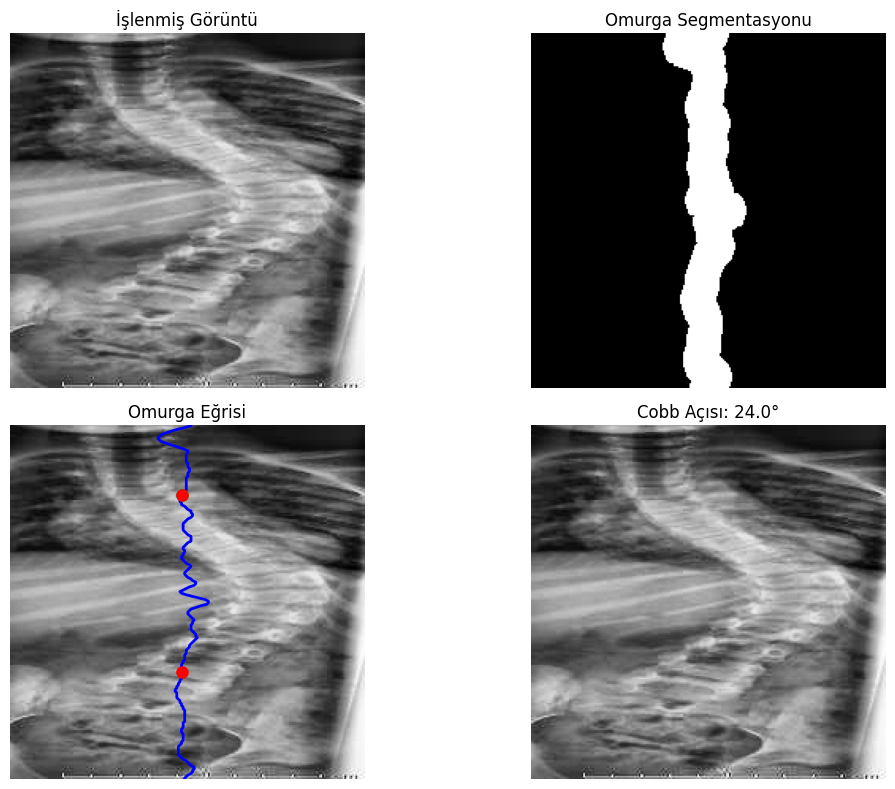 İşlenmiş Görüntü
Omurga Segmentasyonu
Omurga Eğrisi
Cobb Açısı: 24.0°